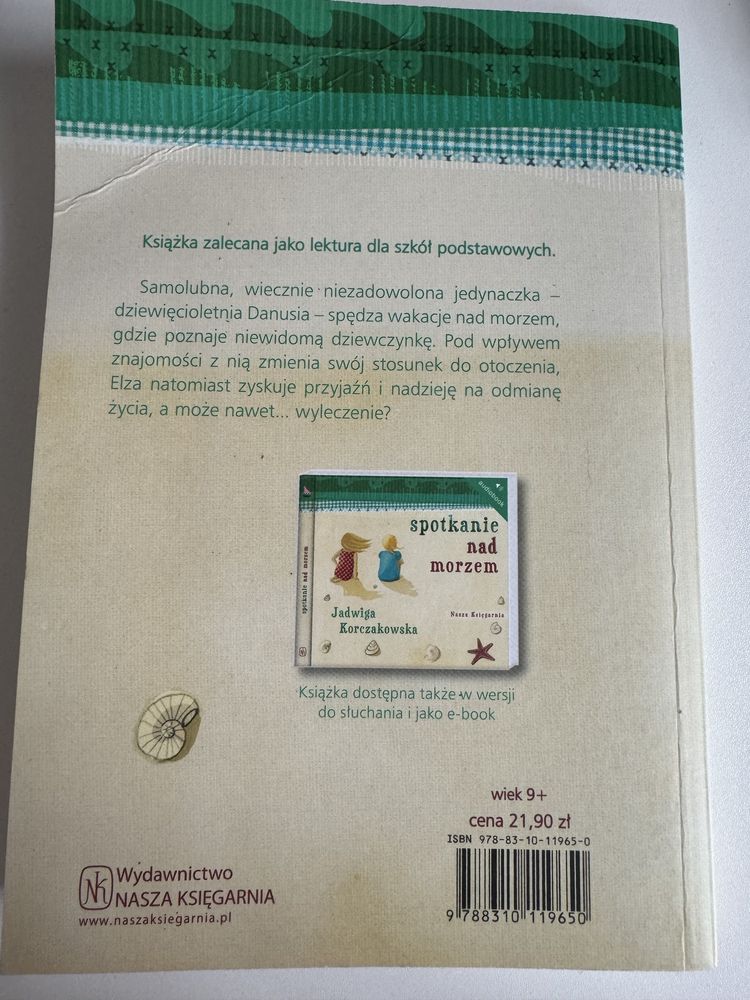 Książka zalecana jako lektura dla szkół podstawowych.
Samolubna, wiecznie niezadowolona jedynaczka –
dziewięcioletnia Danusia – spędza wakacje nad morzem,
gdzie poznaje niewidomą dziewczynkę. Pod wpływem
znajomości z nią zmienia swój stosunek do otoczenia,
Elza natomiast zyskuje przyjaźń i nadzieję na odmianę
życia, a może nawet... wyleczenie?
audiobook
spotkanie
nad
morzem
spotkanie nad morzem
Jadwiga
Korczakowska
Nasza Księgarnia
Książka dostępna także w wersji
do słuchania i jako e-book
wiek 9+
cena 21,90 zł
ISBN 978-83-10-11965-0
9 788310 119650
NK
Wydawnictwo
NASZA KSIĘGARNIA
www.naszaksiegarnia.pl